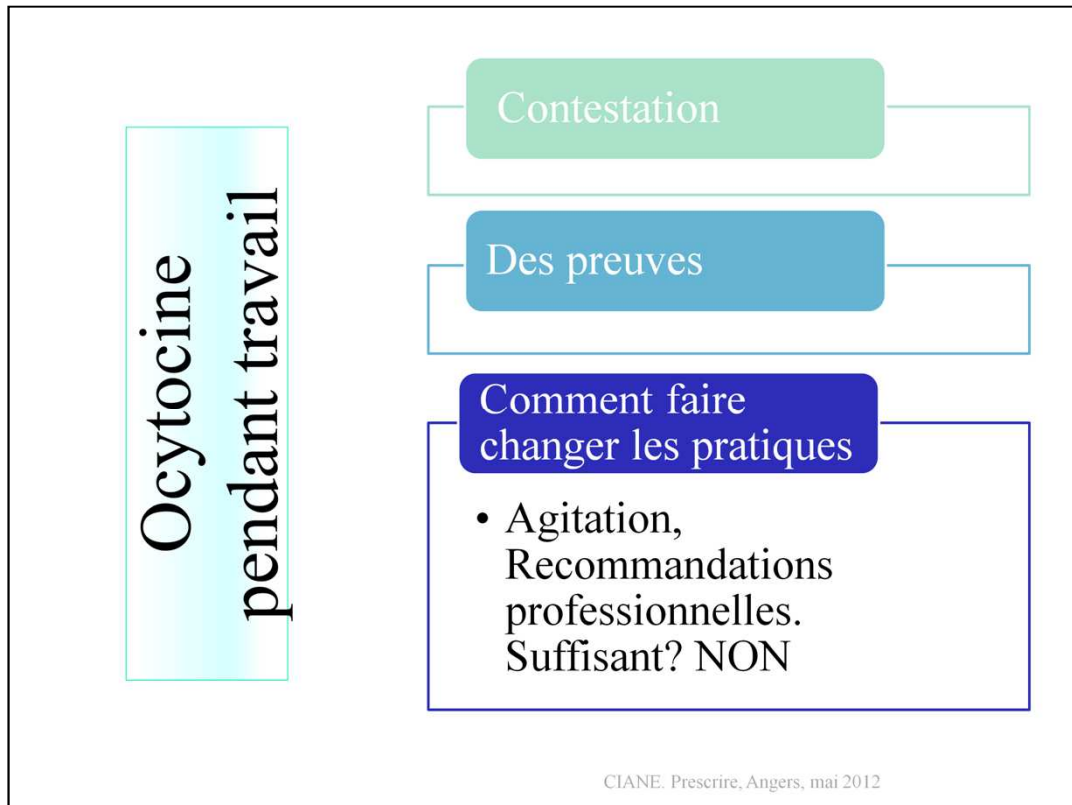 Ocytocine
pendant travail
Contestation
Des preuves
Comment faire
changer les pratiques
• Agitation,
Recommandations
professionnelles.
Suffisant? NON
CIANE. Prescrire, Angers, mai 2012